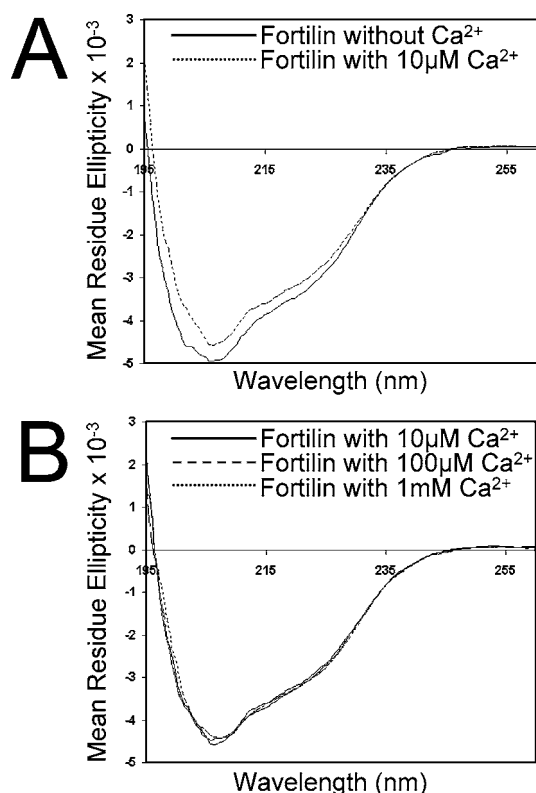 A
Fortilin without Ca²⁺
Fortilin with 10µM Ca²⁺
Mean Residue Ellipticity x 10⁻³
3
2
1
0
-1
-2
-3
-4
-5
195
215
235
255
Wavelength (nm)
B
Fortilin with 10µM Ca²⁺
Fortilin with 100µM Ca²⁺
Fortilin with 1mM Ca²⁺
Mean Residue Ellipticity x 10⁻³
3
2
1
0
-1
-2
-3
-4
-5
195
215
235
255
Wavelength (nm)